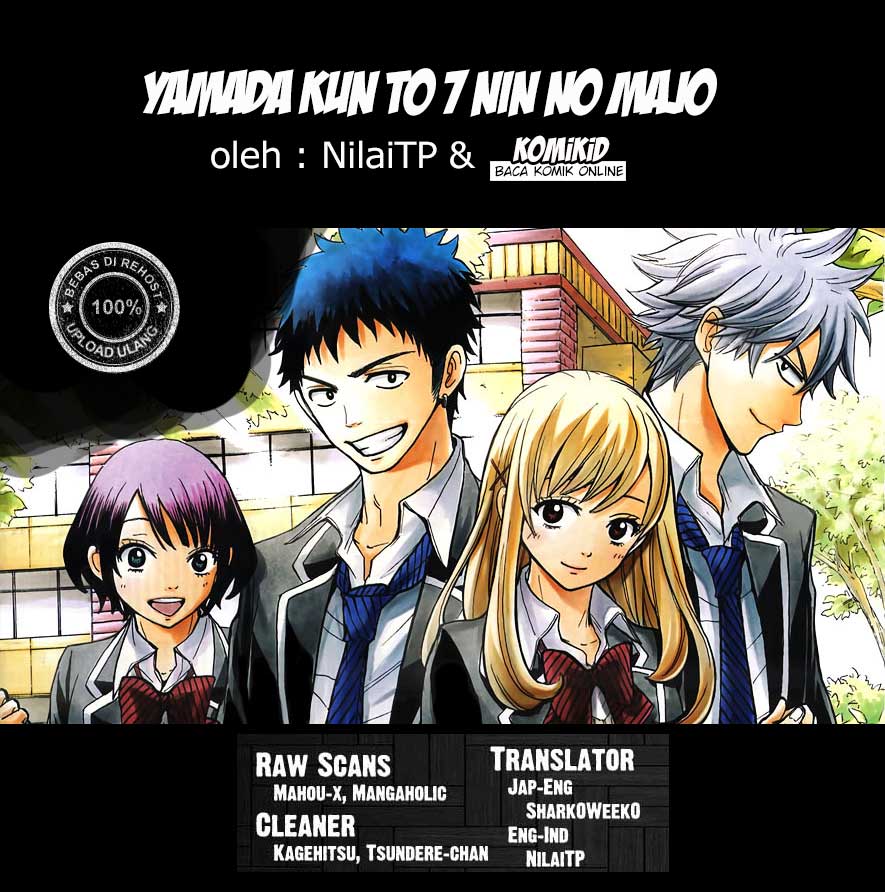 YAMADA KUN TO 7 NIN NO MAJO
oleh : NilaiTP & KOMiKiD
BACA KOMIK ONLINE
BEBAS DI REHOST
100%
UPLOAD ULANG
RAW SCANS
MAHOU-X, MANGAHOLIC
CLEANER
KAGEHITSU, TSUNDERE-CHAN
TRANSLATOR
JAP-ENG
SHARK0WEEK0
ENG-IND
NILAITP